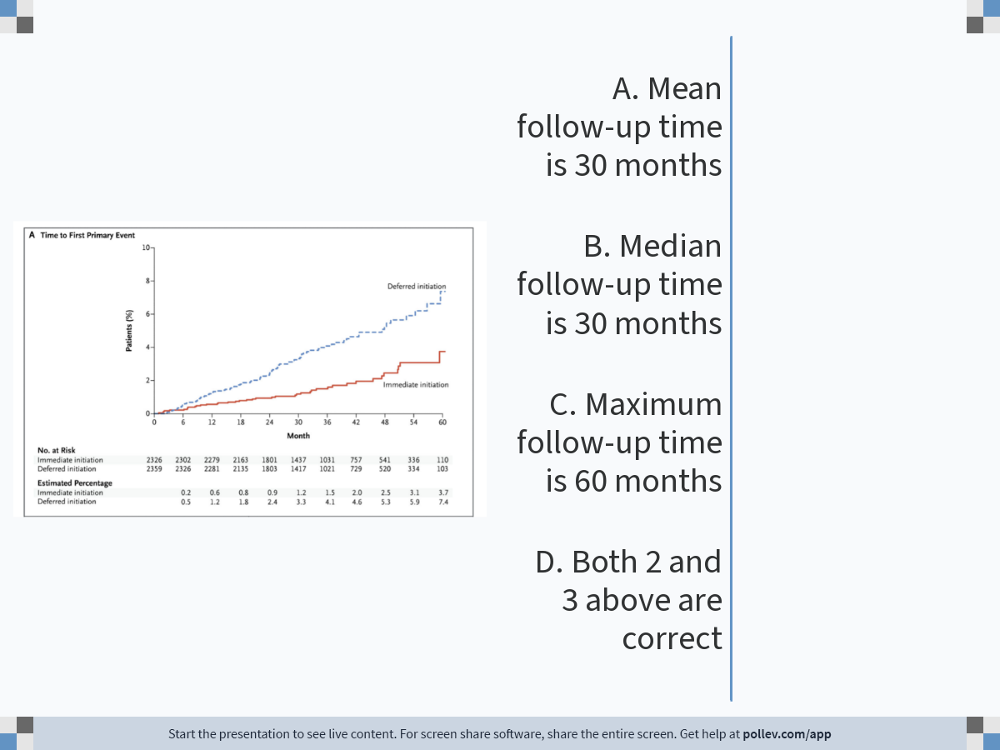 A. Mean
follow-up time
is 30 months
B. Median
follow-up time
is 30 months
C. Maximum
follow-up time
is 60 months
D. Both 2 and
3 above are
correct
A Time to First Primary Event
10
8
6
4
2
0
Patients (%)
Deferred initiation
Immediate initiation
0 6 12 18 24 30 36 42 48 54 60
Month
No. at Risk
Immediate initiation 2326 2302 2279 2163 1801 1437 1031 757 541 336 110
Deferred initiation 2359 2326 2281 2135 1803 1417 1021 729 520 334 103
Estimated Percentage
Immediate initiation 0.2 0.6 0.8 0.9 1.2 1.5 2.0 2.5 3.1 3.7
Deferred initiation 0.5 1.2 1.8 2.4 3.3 4.1 4.6 5.3 5.9 7.4
Start the presentation to see live content. For screen share software, share the entire screen. Get help at pollev.com/app